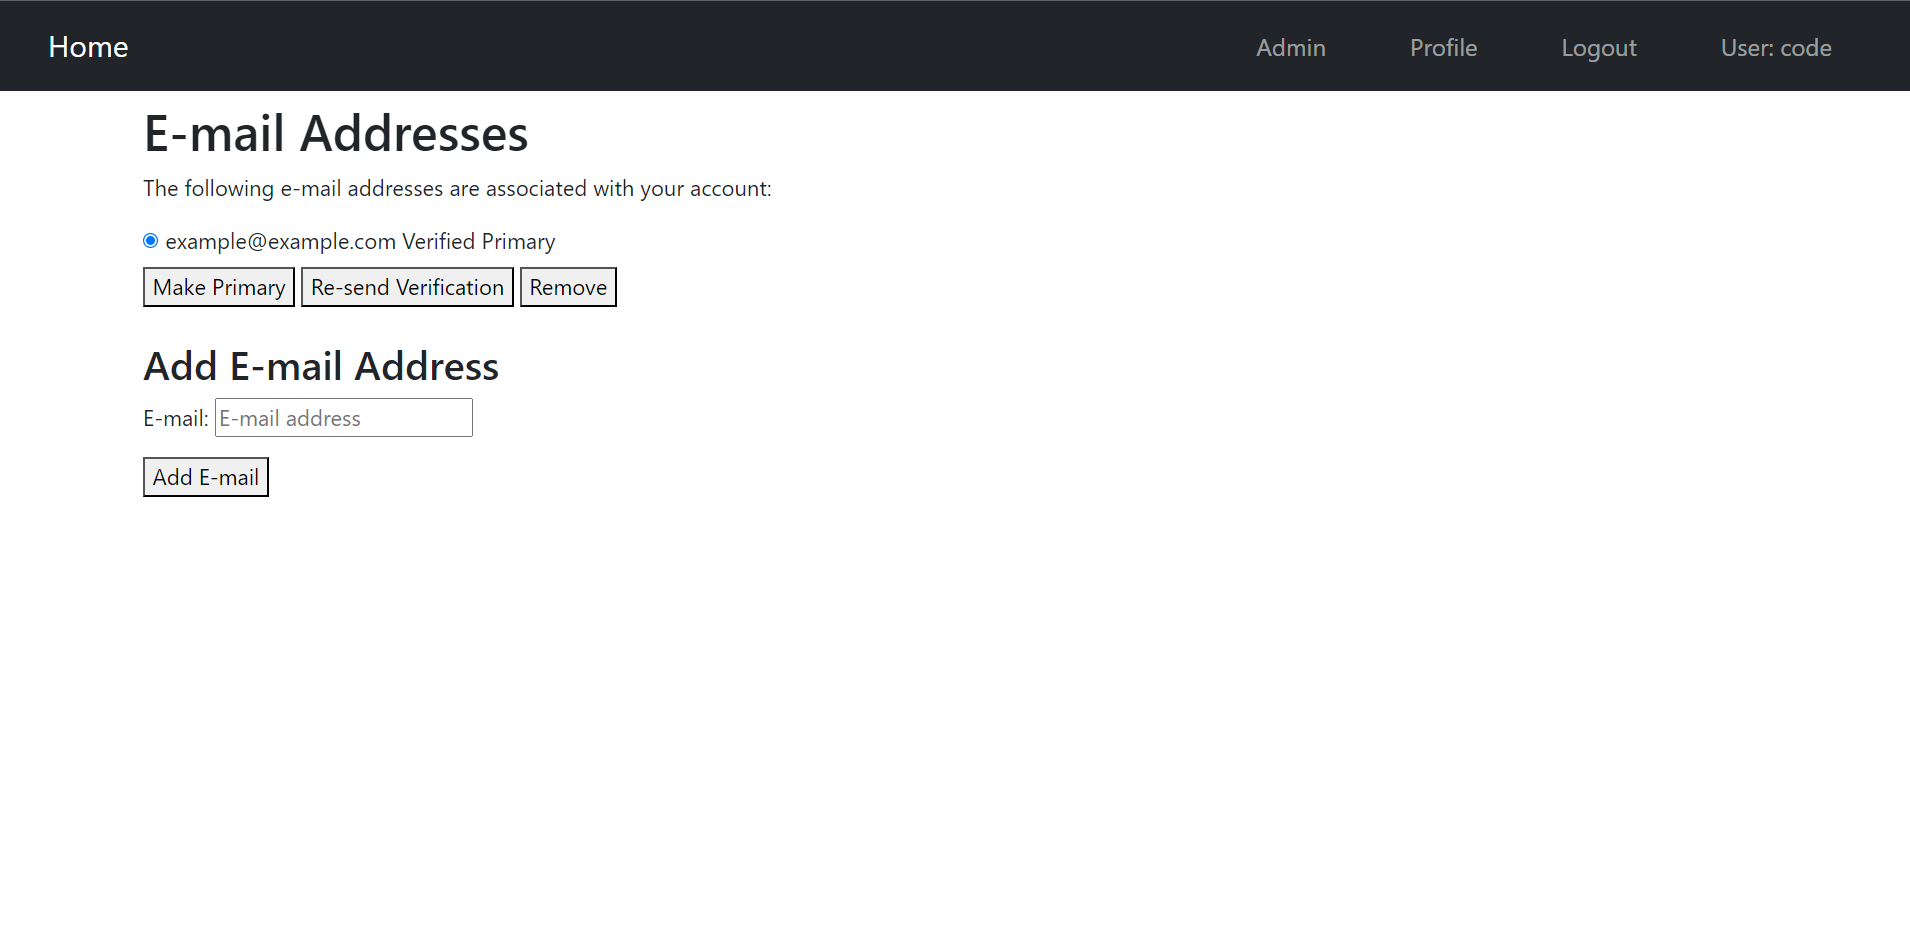 Home Admin Profile Logout User: code
E-mail Addresses
The following e-mail addresses are associated with your account:
example@example.com Verified Primary
Make Primary Re-send Verification Remove
Add E-mail Address
E-mail: E-mail address
Add E-mail